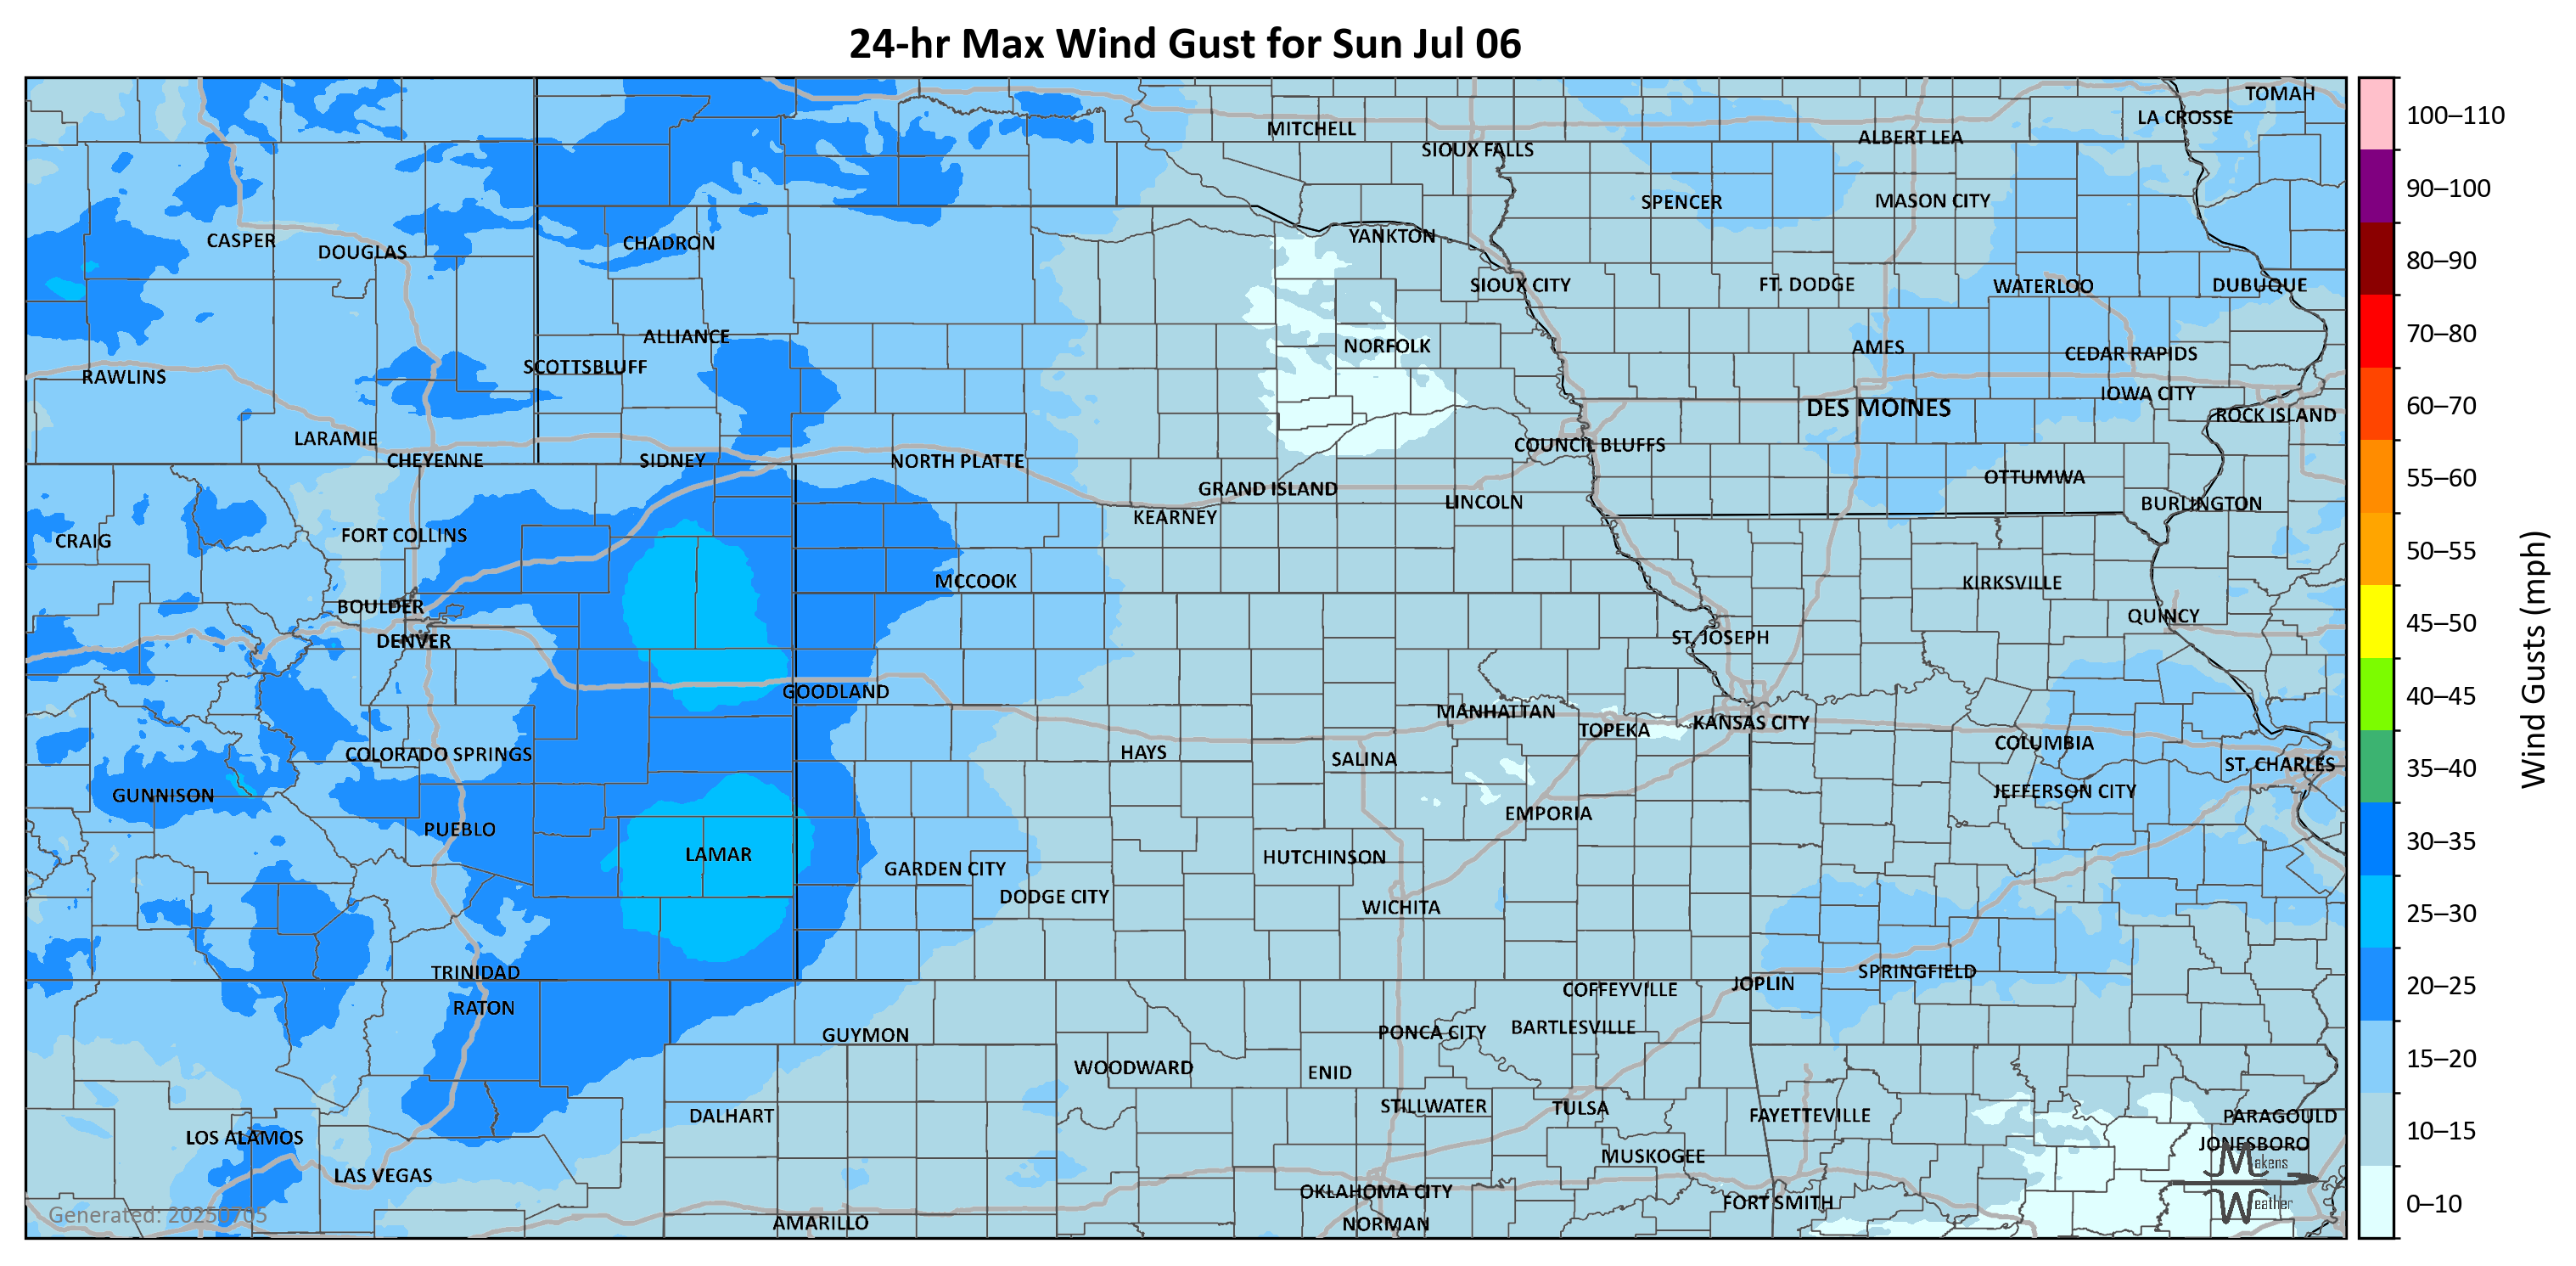 24-hr Max Wind Gust for Sun Jul 06
TOMAH
LA CROSSE
MITCHELL
ALBERT LEA
SIOUX FALLS
SPENCER
MASON CITY
CASPER
DOUGLAS
CHADRON
YANKTON
SIOUX CITY
FT. DODGE
WATERLOO
DUBUQUE
ALLIANCE
NORFOLK
AMES
CEDAR RAPIDS
SCOTTSBLUFF
RAWLINS
IOWA CITY
DES MOINES
ROCK ISLAND
LARAMIE
COUNCIL BLUFFS
CHEYENNE
SIDNEY
NORTH PLATTE
OTTUMWA
GRAND ISLAND
LINCOLN
BURLINGTON
KEARNEY
FORT COLLINS
CRAIG
MCCOOK
KIRKSVILLE
BOULDER
QUINCY
DENVER
ST. JOSEPH
GOODLAND
MANHATTAN
KANSAS CITY
TOPEKA
COLUMBIA
COLORADO SPRINGS
HAYS
SALINA
ST. CHARLES
GUNNISON
JEFFERSON CITY
EMPORIA
PUEBLO
LAMAR
HUTCHINSON
GARDEN CITY
DODGE CITY
WICHITA
TRINIDAD
SPRINGFIELD
JOPLIN
COFFEYVILLE
RATON
BARTLESVILLE
PONCA CITY
GUYMON
WOODWARD
ENID
STILLWATER
TULSA
DALHART
FAYETTEVILLE
PARAGOULD
LOS ALAMOS
JONESBORO
MUSKOGEE
LAS VEGAS
OKLAHOMA CITY
FORT SMITH
AMARILLO
NORMAN
Generated: 20250705
Makens
Weather
100–110
90–100
80–90
70–80
60–70
55–60
50–55
45–50
40–45
35–40
30–35
25–30
20–25
15–20
10–15
0–10
Wind Gusts (mph)